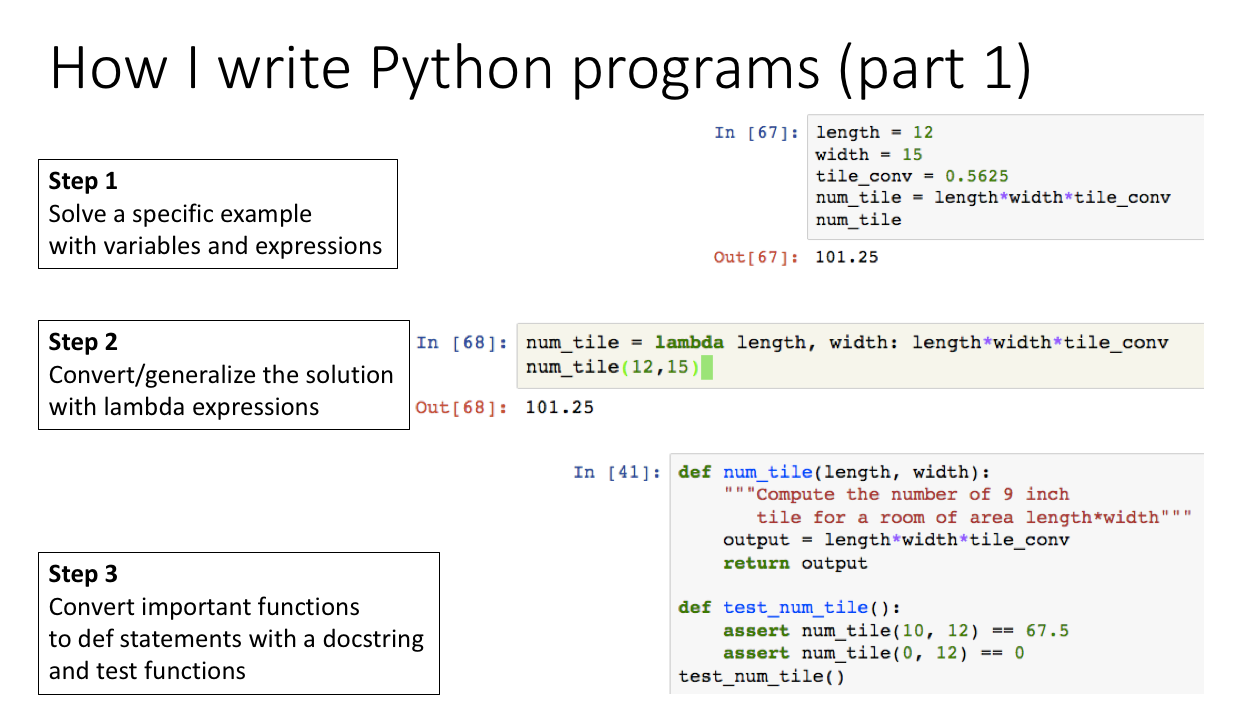 How I write Python programs (part 1)
Step 1
Solve a specific example
with variables and expressions
In [67]:
length = 12
width = 15
tile_conv = 0.5625
num_tile = length*width*tile_conv
num_tile
Out[67]: 101.25
Step 2
Convert/generalize the solution
with lambda expressions
In [68]:
num_tile = lambda length, width: length*width*tile_conv
num_tile(12,15)
Out[68]: 101.25
Step 3
Convert important functions
to def statements with a docstring
and test functions
In [41]:
def num_tile(length, width):
    """Compute the number of 9 inch
       tile for a room of area length*width"""
    output = length*width*tile_conv
    return output

def test_num_tile():
    assert num_tile(10, 12) == 67.5
    assert num_tile(0, 12) == 0
test_num_tile()